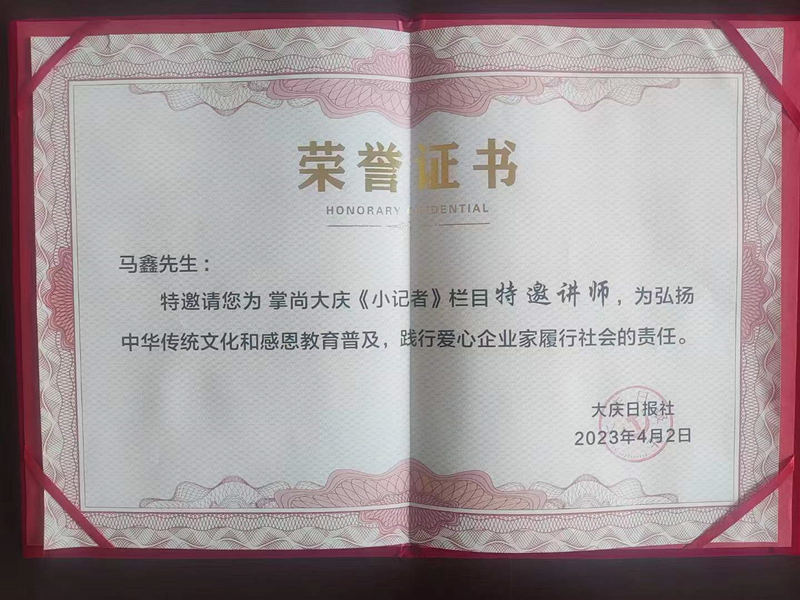 荣誉证书
HONORARY
马鑫先生：
特邀请您为 掌尚大庆《小记者》栏目特邀讲师，为弘扬
中华传统文化和感恩教育普及，践行爱心企业家履行社会的责任。
大庆日报社
2023年4月2日